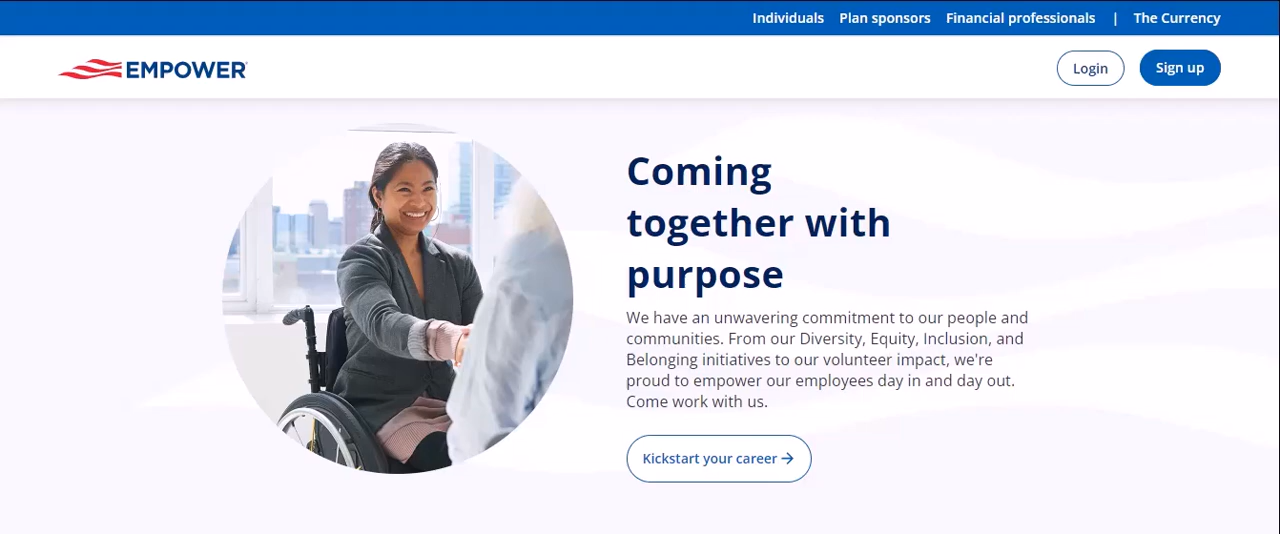 Individuals Plan sponsors Financial professionals | The Currency
EMPOWER
Login Sign up
Coming
together with
purpose
We have an unwavering commitment to our people and
communities. From our Diversity, Equity, Inclusion, and
Belonging initiatives to our volunteer impact, we're
proud to empower our employees day in and day out.
Come work with us.
Kickstart your career →